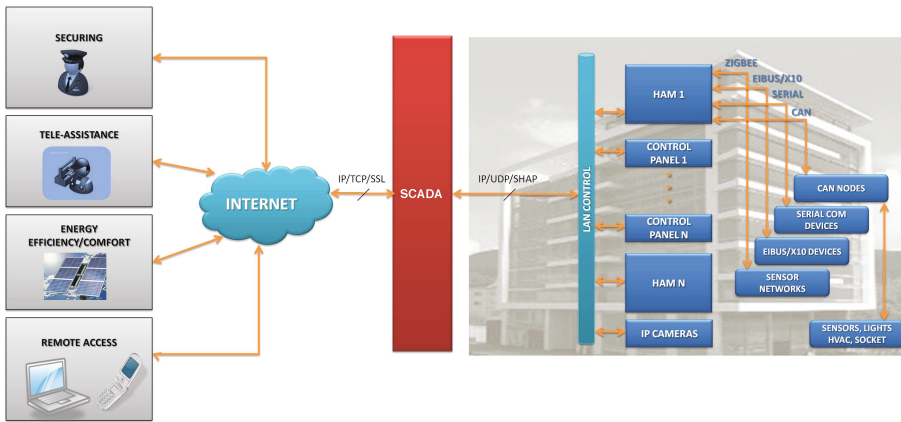 SECURING
TELE-ASSISTANCE
ENERGY
EFFICIENCY/COMFORT
REMOTE ACCESS
INTERNET
IP/TCP/SSL
SCADA
IP/UDP/SHAP
LAN CONTROL
HAM 1
CONTROL
PANEL 1
CONTROL
PANEL N
HAM N
IP CAMERAS
ZIGBEE
EIBUS/X10
SERIAL
CAN
CAN NODES
SERIAL COM
DEVICES
EIBUS/X10 DEVICES
SENSOR
NETWORKS
SENSORS, LIGHTS
HVAC, SOCKET